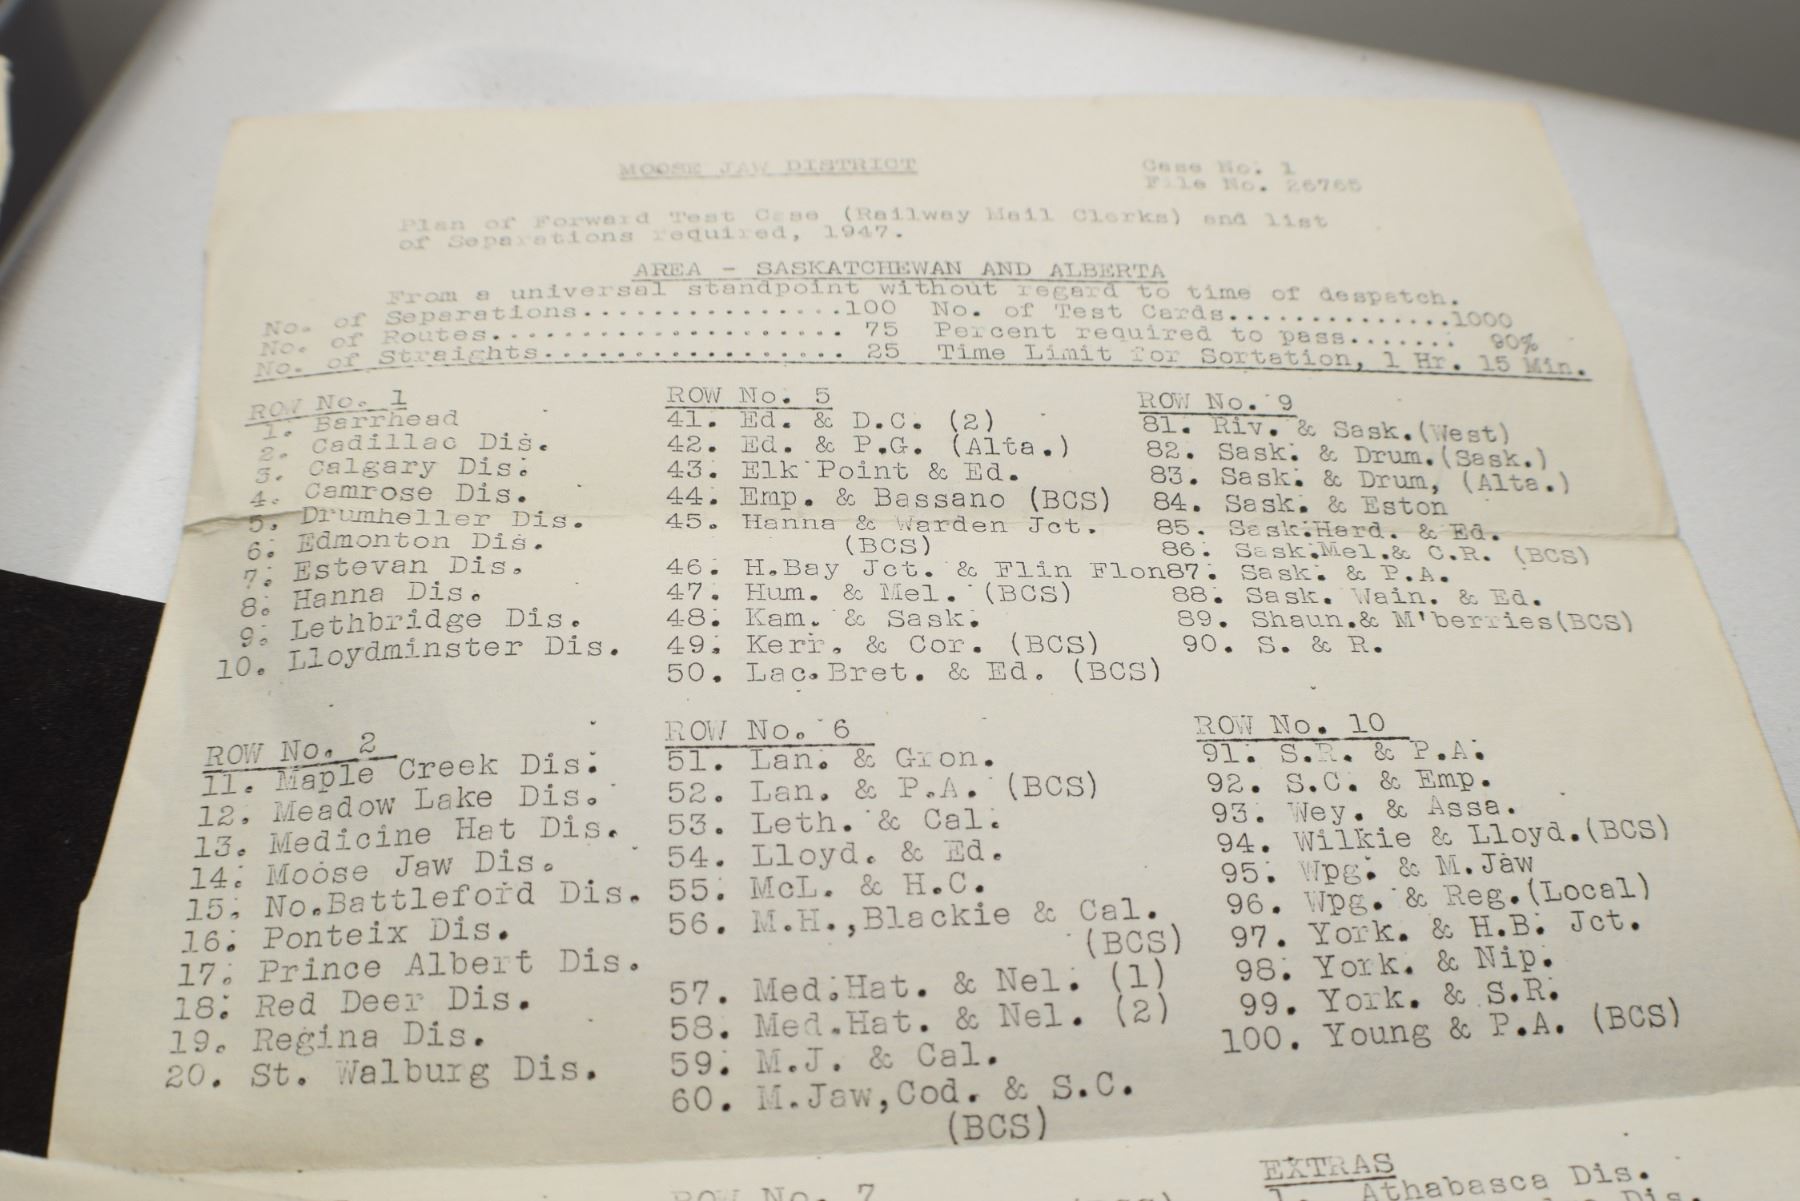 MOOSE JAW DISTRICT
Case No. 1
File No. 26765
Plan of Forward Test Case (Railway Mail Clerks) and list
of Separations required, 1947.
AREA - SASKATCHEWAN AND ALBERTA
From a universal standpoint without regard to time of despatch.
No. of Separations...............100 No. of Test Cards..............1000
No. of Routes................... 75 Percent required to pass....... 90%
No. of Straights................. 25 Time Limit for Sortation, 1 Hr. 15 Min.
ROW No. 1
1. Barrhead
2. Cadillac Dis.
3. Calgary Dis.
4. Camrose Dis.
5. Drumheller Dis.
6. Edmonton Dis.
7. Estevan Dis.
8. Hanna Dis.
9. Lethbridge Dis.
10. Lloydminster Dis.
ROW No. 2
11. Maple Creek Dis.
12. Meadow Lake Dis.
13. Medicine Hat Dis.
14. Moose Jaw Dis.
15. No.Battleford Dis.
16. Ponteix Dis.
17. Prince Albert Dis.
18. Red Deer Dis.
19. Regina Dis.
20. St. Walburg Dis.
ROW No. 5
41. Ed. & D.C. (2)
42. Ed. & P.G. (Alta.)
43. Elk Point & Ed.
44. Emp. & Bassano (BCS)
45. Hanna & Warden Jct.
(BCS)
46. H.Bay Jct. & Flin Flon
47. Hum. & Mel. (BCS)
48. Kam. & Sask.
49. Kerr. & Cor. (BCS)
50. Lac.Bret. & Ed. (BCS)
ROW No. 6
51. Lan. & Gron.
52. Lan. & P.A. (BCS)
53. Leth. & Cal.
54. Lloyd. & Ed.
55. McL. & H.C.
56. M.H.,Blackie & Cal.
(BCS)
57. Med.Hat. & Nel. (1)
58. Med.Hat. & Nel. (2)
59. M.J. & Cal.
60. M.Jaw,Cod. & S.C.
(BCS)
ROW No. 9
81. Riv. & Sask.(West)
82. Sask. & Drum.(Sask.)
83. Sask. & Drum, (Alta.)
84. Sask. & Eston
85. Sask.Hard. & Ed.
86. Sask.Mel.& C.R. (BCS)
87. Sask. & P.A.
88. Sask. Wain. & Ed.
89. Shaun.& M'berries(BCS)
90. S. & R.
ROW No. 10
91. S.R. & P.A.
92. S.C. & Emp.
93. Wey. & Assa.
94. Wilkie & Lloyd.(BCS)
95. Wpg. & M.Jaw
96. Wpg. & Reg.(Local)
97. York. & H.B. Jct.
98. York. & Nip.
99. York. & S.R.
100. Young & P.A. (BCS)
ROW No. 7
EXTRAS
1. Athabasca Dis.
Dis.